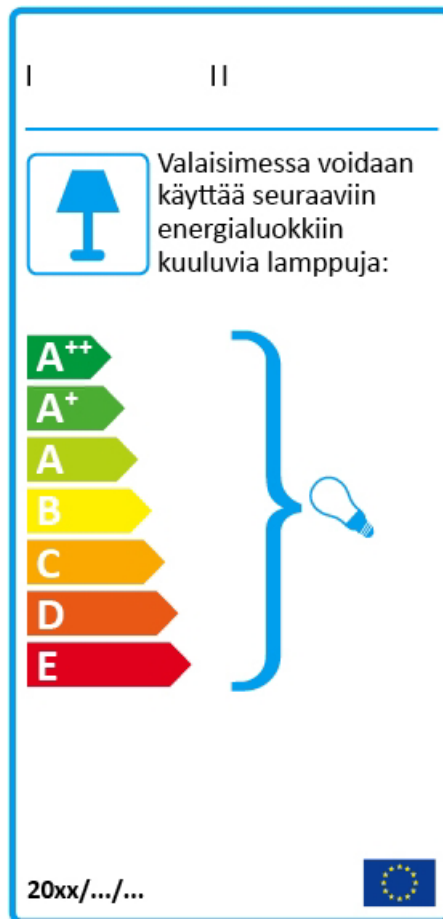 I II
Valaisimessa voidaan
käyttää seuraaviin
energialuokkiin
kuuluvia lamppuja:
A++
A+
A
B
C
D
E
20xx/.../...